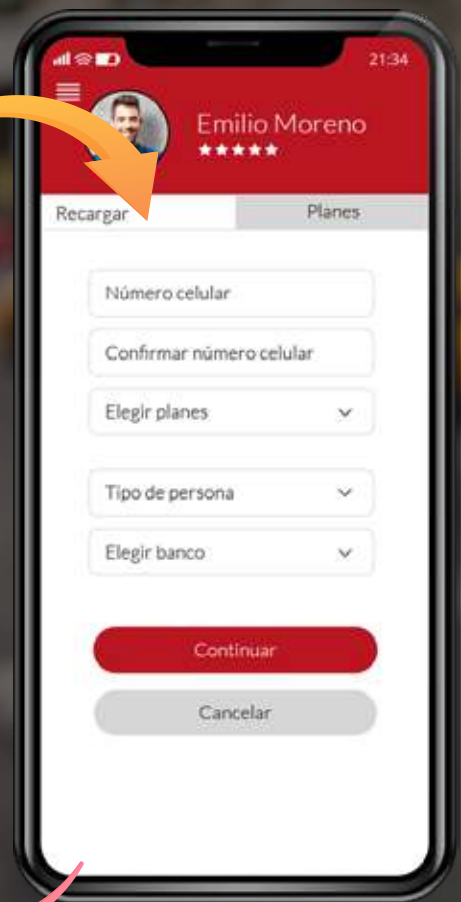 21:34
Emilio Moreno
Recargar
Planes
Número celular
Confirmar número celular
Elegir planes
Tipo de persona
Elegir banco
Continuar
Cancelar